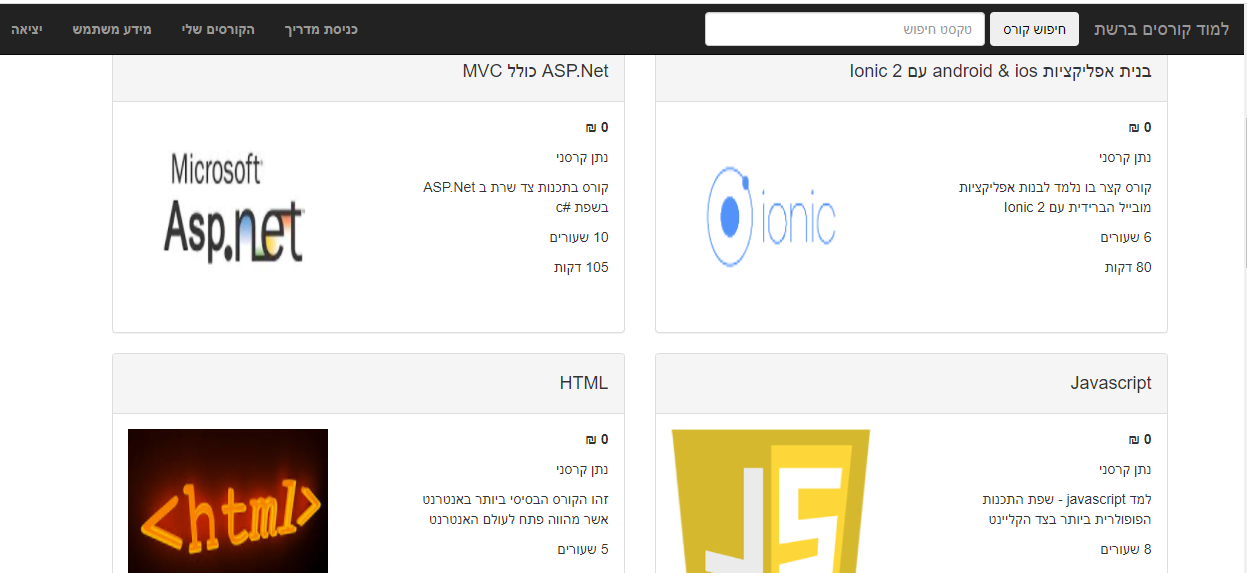 למוד קורסים ברשת
חיפוש קורס
טקסט חיפוש
כניסת מדריך
הקורסים שלי
מידע משתמש
יציאה
בנית אפליקציות android & ios עם Ionic 2
0 ₪
נתן קרסני
קורס קצר בו נלמד לבנות אפליקציות
מובייל הברידית עם Ionic 2
6 שעורים
80 דקות
ionic
ASP.Net כולל MVC
0 ₪
נתן קרסני
קורס בתכנות צד שרת ב ASP.Net
בשפת c#
10 שעורים
105 דקות
Microsoft
Asp.net
Javascript
0 ₪
נתן קרסני
למד javascript - שפת התכנות
הפופולרית ביותר בצד הקליינט
8 שעורים
JS
HTML
0 ₪
נתן קרסני
זהו הקורס הבסיסי ביותר באנטרנט
אשר מהווה פתח לעולם האנטרנט
5 שעורים
<html>